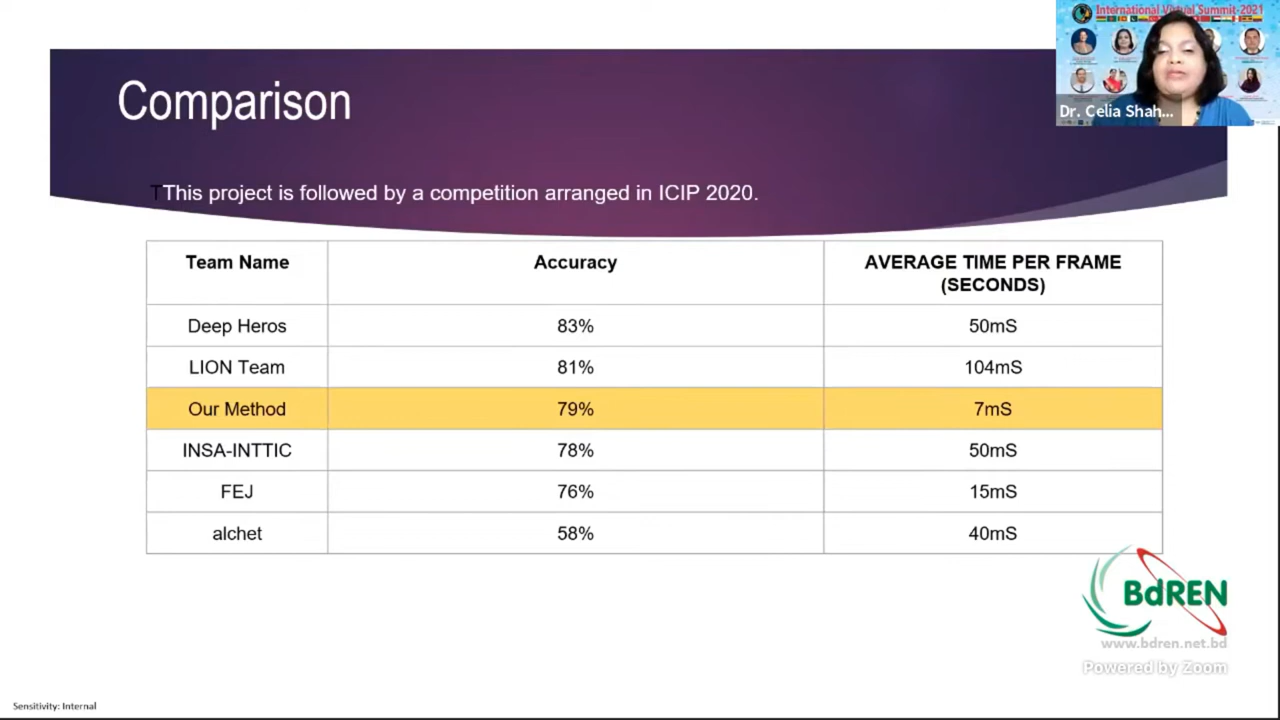 International Virtual Summit-2021
Comparison
Dr. Celia Shah...
TThis project is followed by a competition arranged in ICIP 2020.
Team Name Accuracy AVERAGE TIME PER FRAME
(SECONDS)
Deep Heros 83% 50mS
LION Team 81% 104mS
Our Method 79% 7mS
INSA-INTTIC 78% 50mS
FEJ 76% 15mS
alchet 58% 40mS
BdREN
www.bdren.net.bd
Powered by Zoom
Sensitivity: Internal